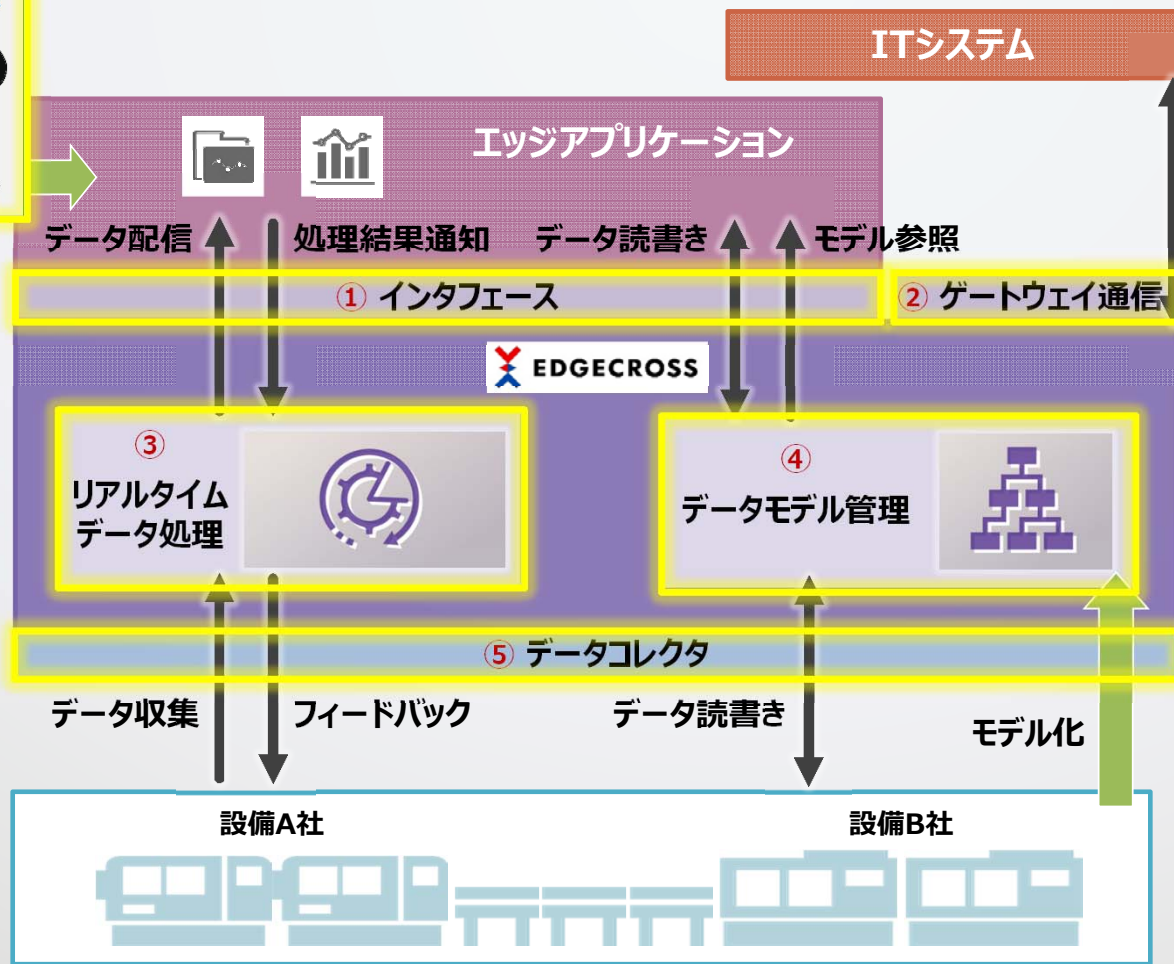 ITシステム
エッジアプリケーション
データ配信
処理結果通知
データ読書き
モデル参照
① インタフェース
② ゲートウェイ通信
EDGECROSS
③
リアルタイム
データ処理
④
データモデル管理
⑤ データコレクタ
データ収集
フィードバック
データ読書き
モデル化
設備A社
設備B社